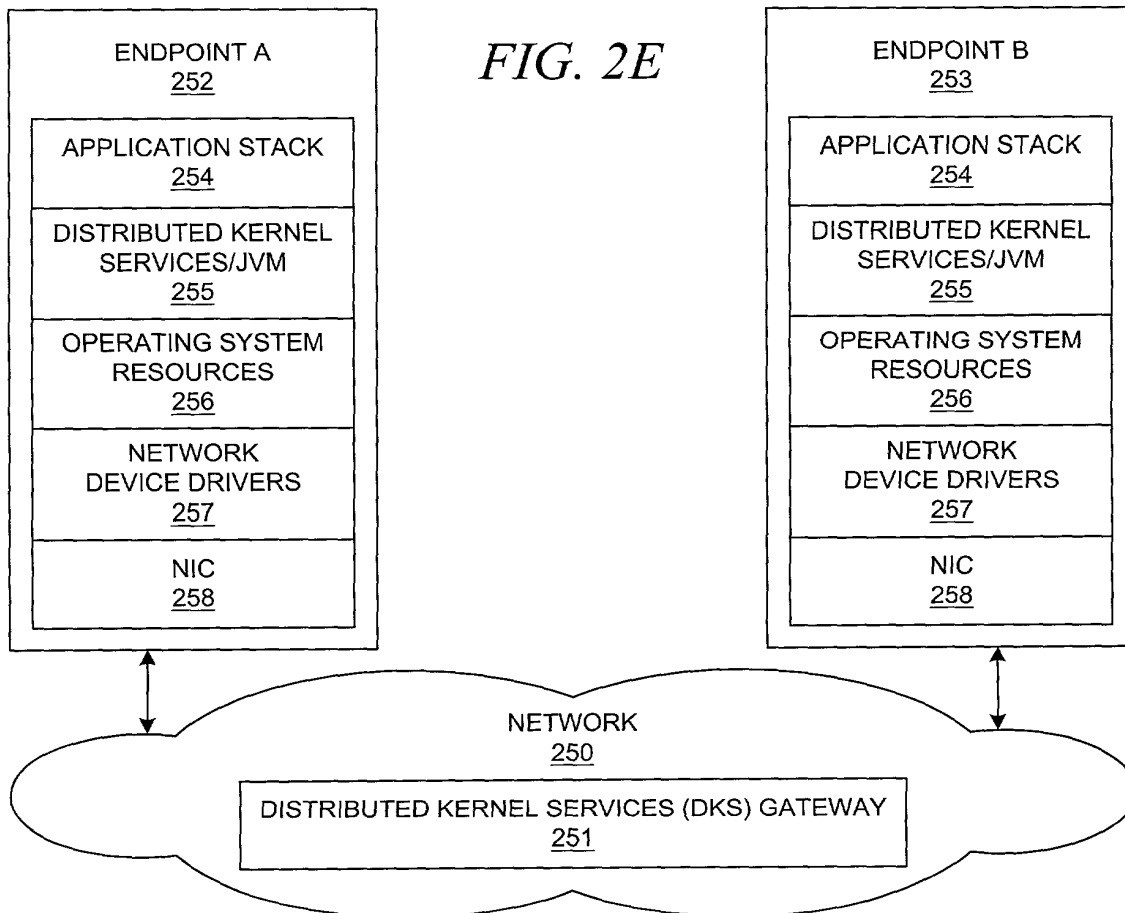 FIG. 2E
ENDPOINT A
252
APPLICATION STACK
254
DISTRIBUTED KERNEL
SERVICES/JVM
255
OPERATING SYSTEM
RESOURCES
256
NETWORK
DEVICE DRIVERS
257
NIC
258
ENDPOINT B
253
APPLICATION STACK
254
DISTRIBUTED KERNEL
SERVICES/JVM
255
OPERATING SYSTEM
RESOURCES
256
NETWORK
DEVICE DRIVERS
257
NIC
258
NETWORK
250
DISTRIBUTED KERNEL SERVICES (DKS) GATEWAY
251